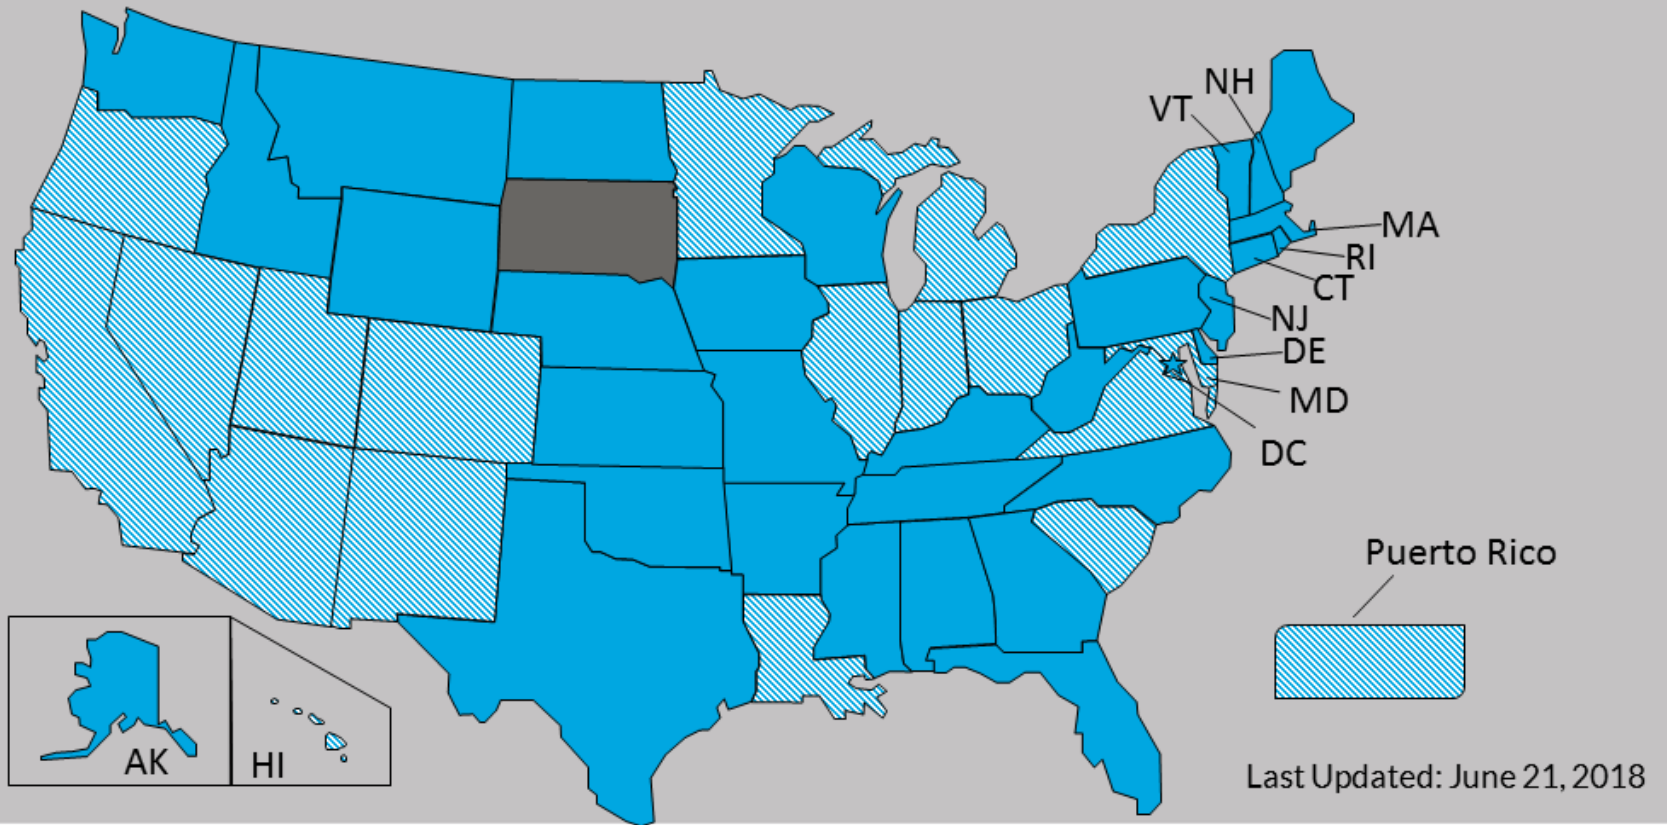 NH
VT
MA
RI
CT
NJ
DE
MD
DC
Puerto Rico
AK
HI
Last Updated: June 21, 2018